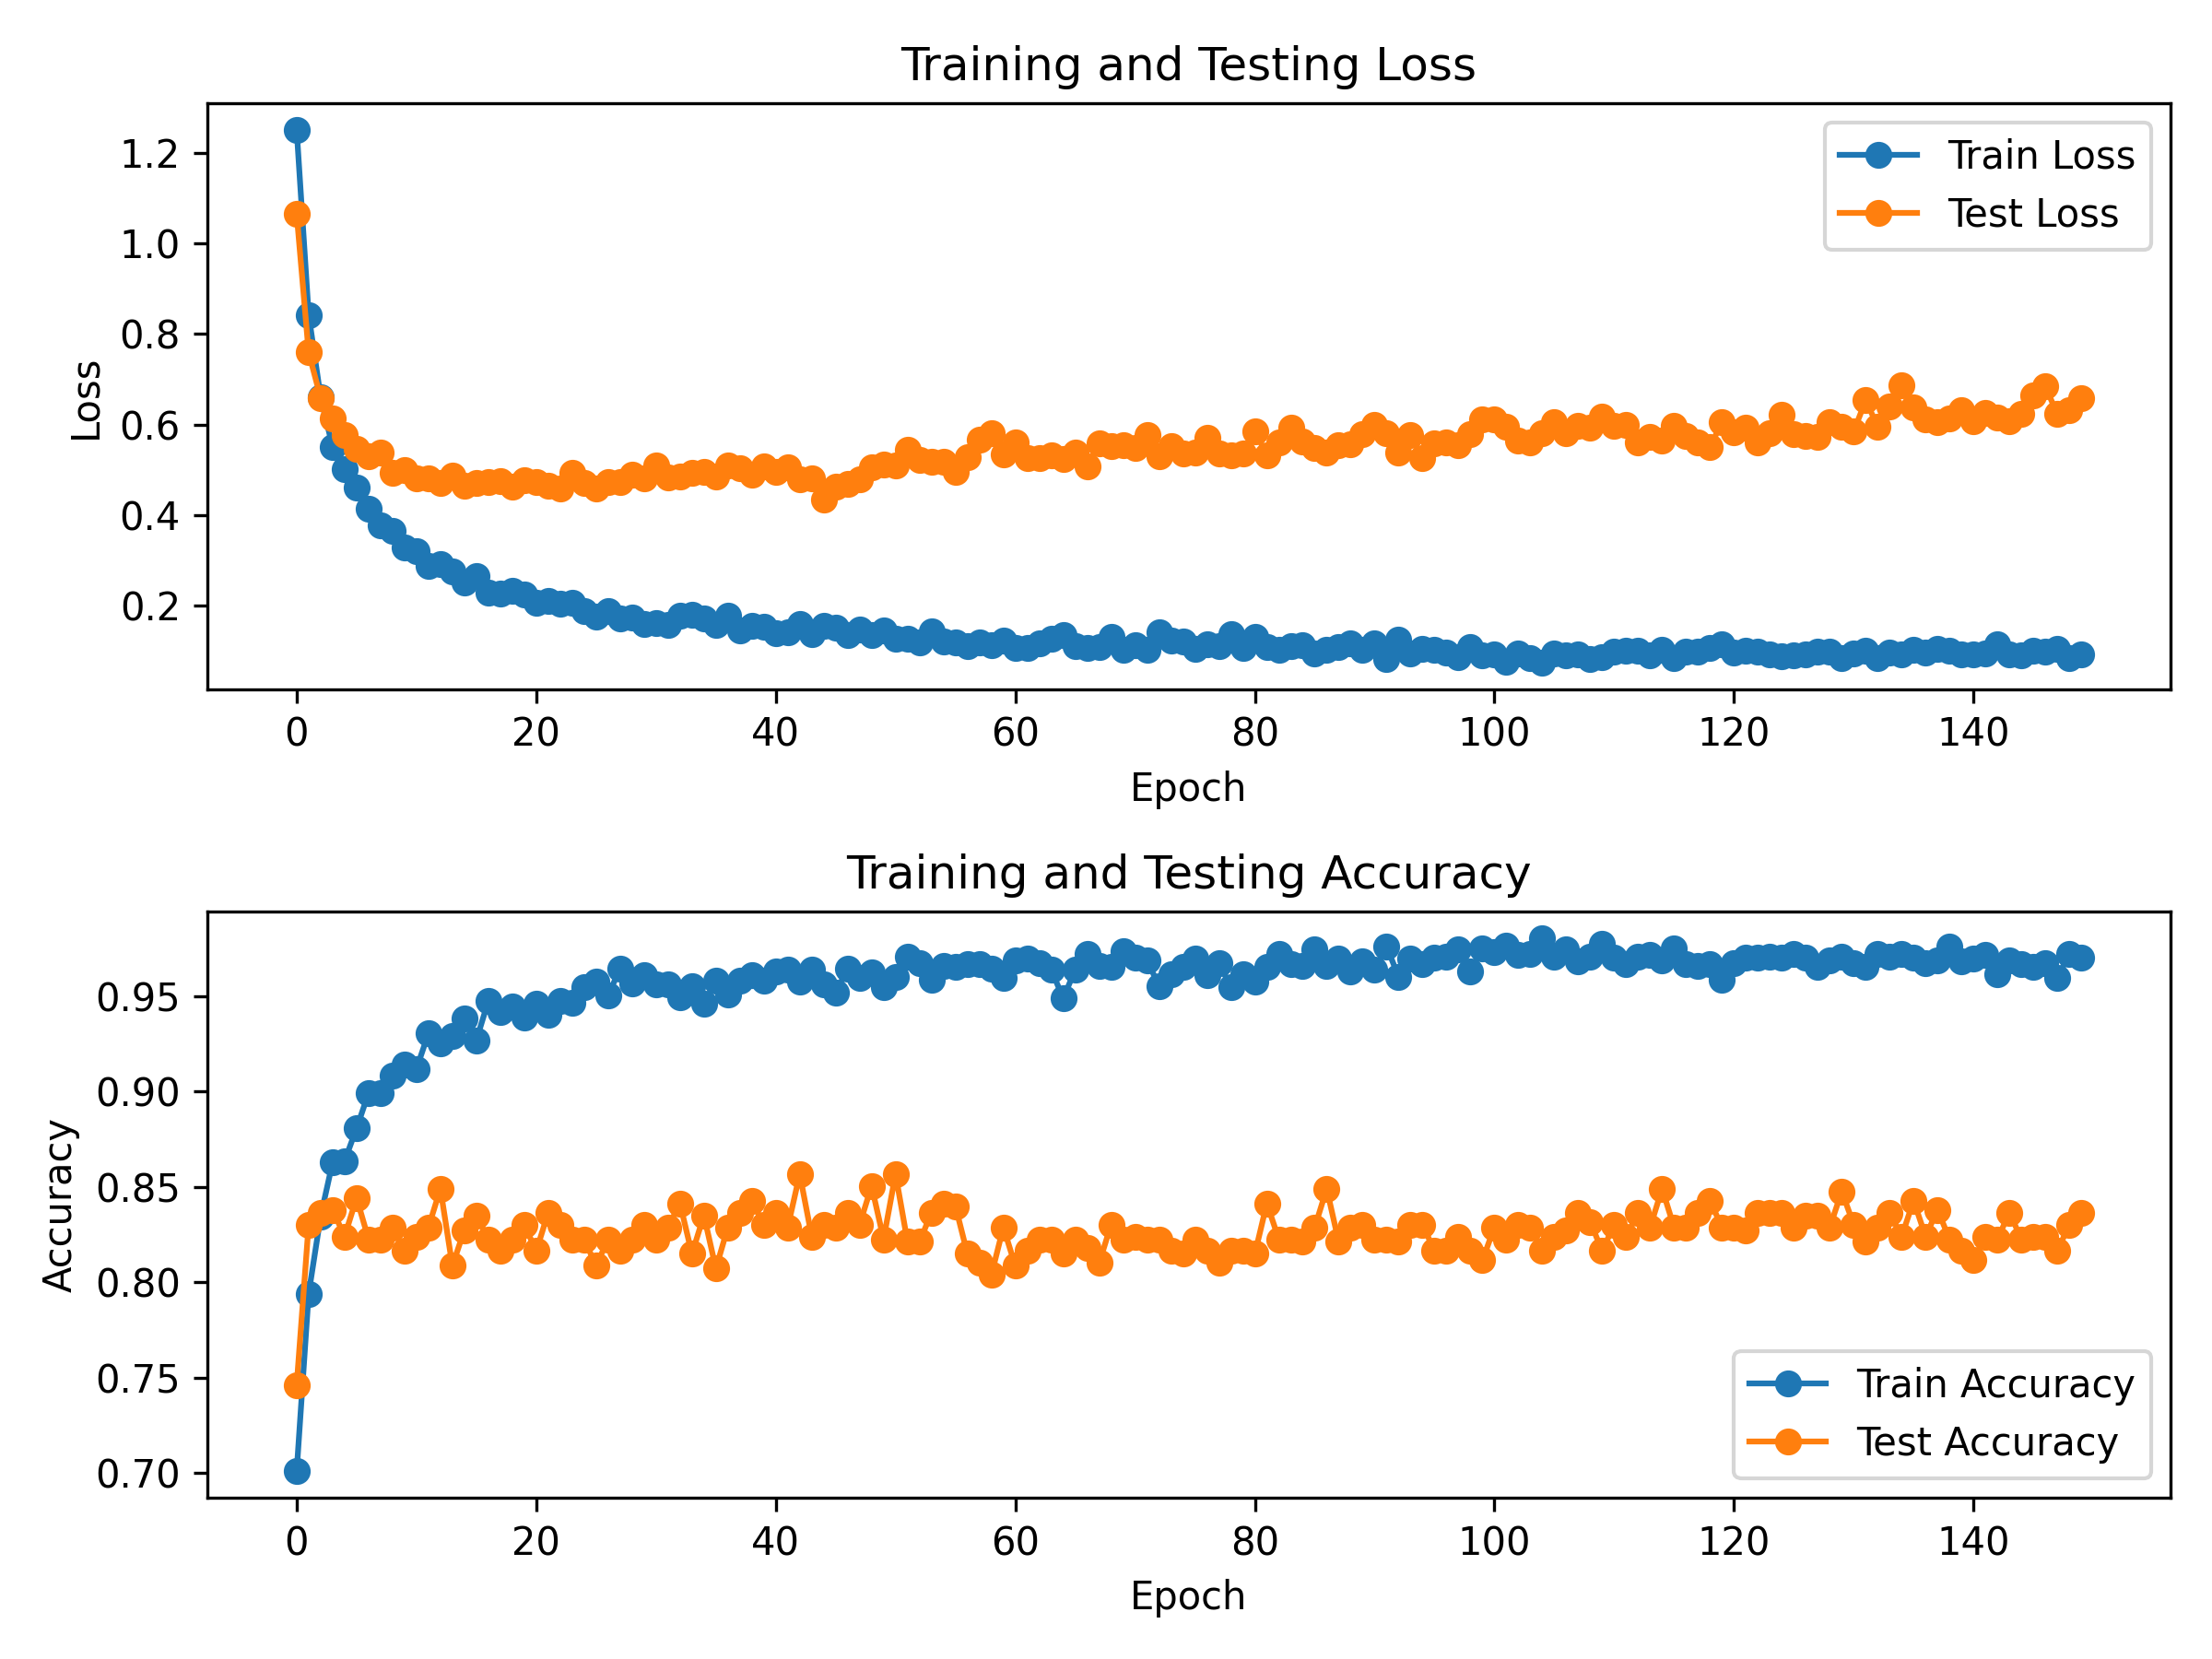 Training and Testing Loss
1.2
1.0
0.8
0.6
0.4
0.2
Loss
Train Loss
Test Loss
0 20 40 60 80 100 120 140
Epoch
Training and Testing Accuracy
0.95
0.90
0.85
0.80
0.75
0.70
Accuracy
Train Accuracy
Test Accuracy
0 20 40 60 80 100 120 140
Epoch